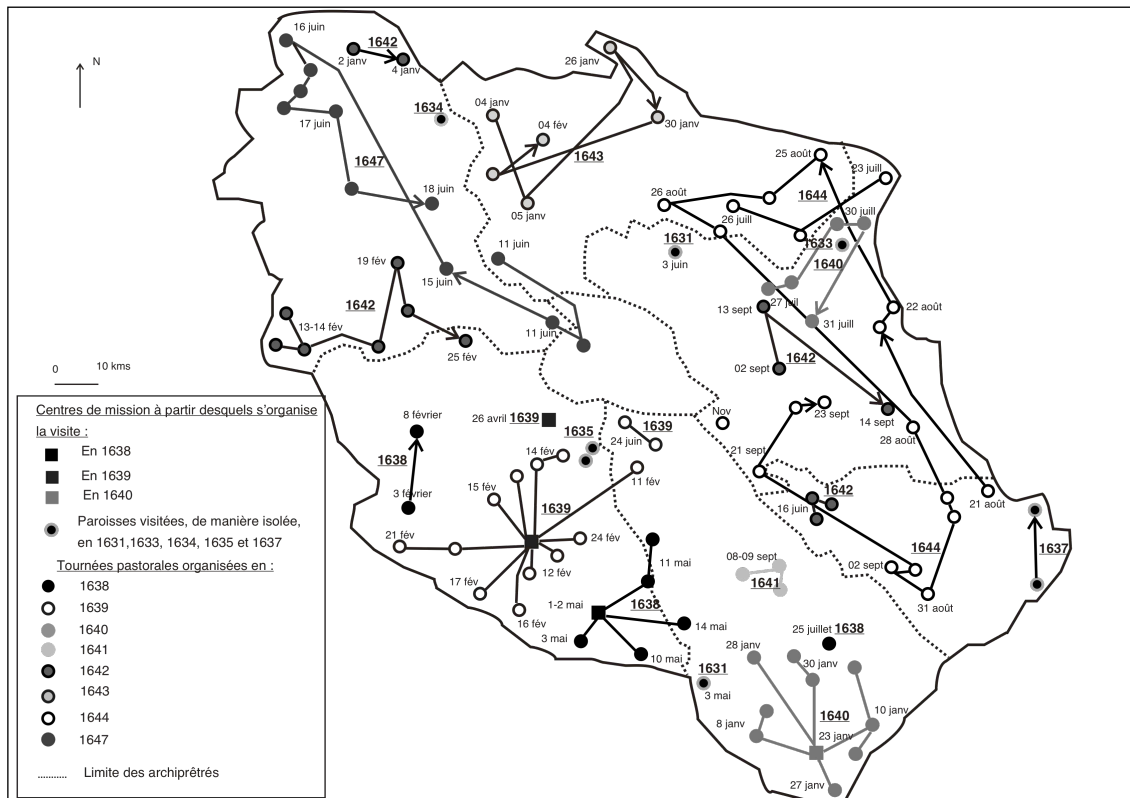 16 juin
1642
2 janv
4 janv
26 janv
N
1634
04 janv
04 fév
30 janv
17 juin
1643
25 août
23 juill
1647
18 juin
26 août
1644
26 juill
30 juill
05 janv
1631
1633
3 juin
1640
11 juin
19 fév
15 juin
27 juil
22 août
1642
13 sept
31 juill
13-14 fév
11 juin
25 fév
1642
02 sept
0 10 kms
Centres de mission à partir desquels s’organise
la visite :
En 1638
En 1639
En 1640
Paroisses visitées, de manière isolée,
en 1631,1633, 1634, 1635 et 1637
Tournées pastorales organisées en :
1638
1639
1640
1641
1642
1643
1644
1647
Limite des archiprêtrés
8 février
26 avril 1639
1635
1639
24 juin
Nov
23 sept
14 sept
28 août
1638
14 fév
21 sept
11 fév
3 février
15 fév
1639
1642
16 juin
21 août
21 fév
24 fév
08-09 sept
1637
12 fév
11 mai
1641
02 sept
1644
17 fév
1-2 mai
1638
31 août
16 fév
3 mai
14 mai
25 juillet 1638
10 mai
28 janv
30 janv
1631
3 mai
1640
10 janv
8 janv
23 janv
27 janv